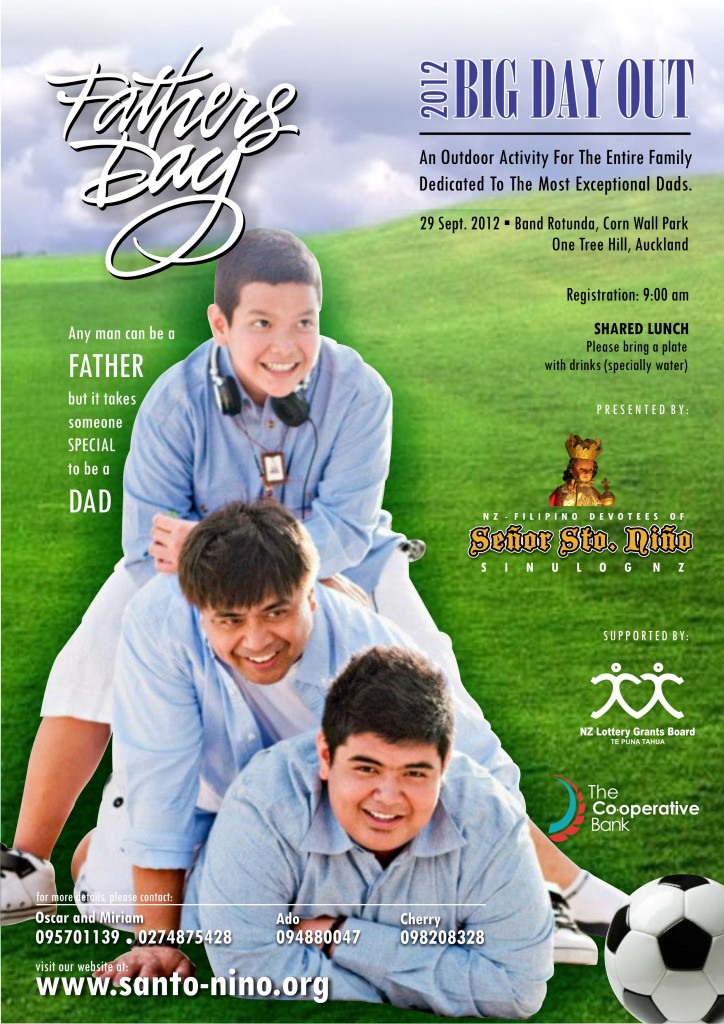 Fathers
Day
2012 BIG DAY OUT
An Outdoor Activity For The Entire Family
Dedicated To The Most Exceptional Dads.
29 Sept. 2012 ▪ Band Rotunda, Corn Wall Park
One Tree Hill, Auckland
Registration: 9:00 am
SHARED LUNCH
Please bring a plate
with drinks (specially water)
Any man can be a
FATHER
but it takes
someone
SPECIAL
to be a
DAD
PRESENTED BY:
NZ - FILIPINO DEVOTEES OF
Señor Sto. Niño
SINULOGNZ
SUPPORTED BY:
NZ Lottery Grants Board
TE PUNA TAHUA
The
Co·operative
Bank
for more details, please contact:
Oscar and Miriam Ado Cherry
095701139 • 0274875428 094880047 098208328
visit our website at:
www.santo-nino.org